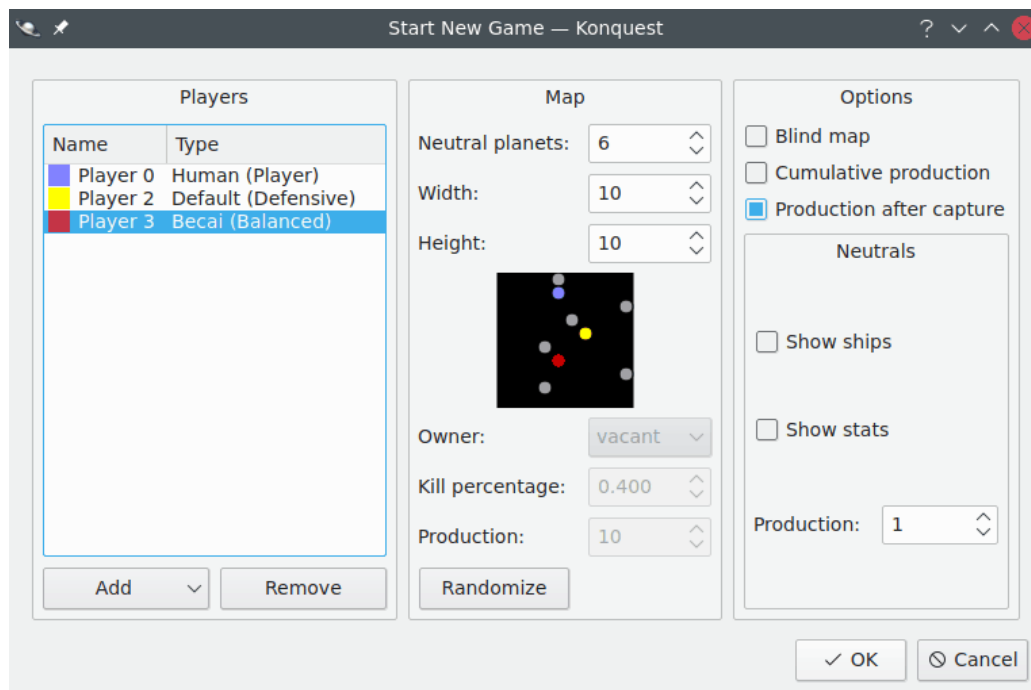 Start New Game — Konquest
Players
Name Type
Player 0 Human (Player)
Player 2 Default (Defensive)
Player 3 Becai (Balanced)
Add
Remove
Map
Neutral planets: 6
Width: 10
Height: 10
Owner: vacant
Kill percentage: 0.400
Production: 10
Randomize
Options
Blind map
Cumulative production
Production after capture
Neutrals
Show ships
Show stats
Production: 1
OK
Cancel